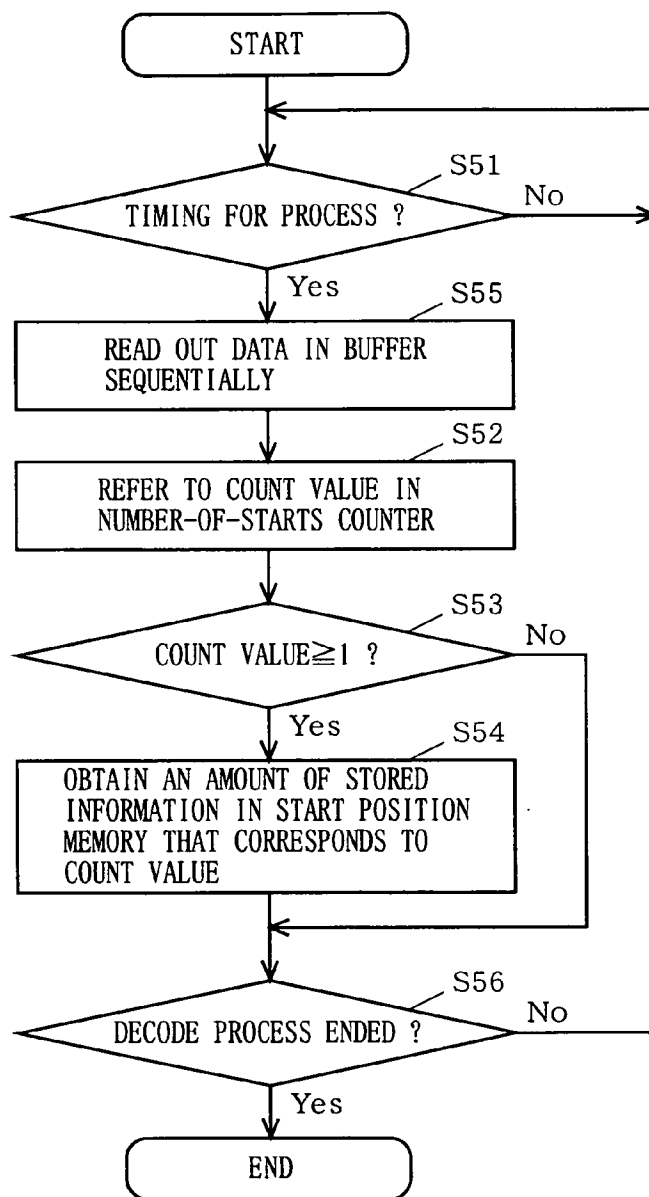 START
S51
TIMING FOR PROCESS ?
No
Yes
S55
READ OUT DATA IN BUFFER
SEQUENTIALLY
S52
REFER TO COUNT VALUE IN
NUMBER-OF-STARTS COUNTER
S53
COUNT VALUE≧1 ?
No
Yes
S54
OBTAIN AN AMOUNT OF STORED
INFORMATION IN START POSITION
MEMORY THAT CORRESPONDS TO
COUNT VALUE
S56
DECODE PROCESS ENDED ?
No
Yes
END